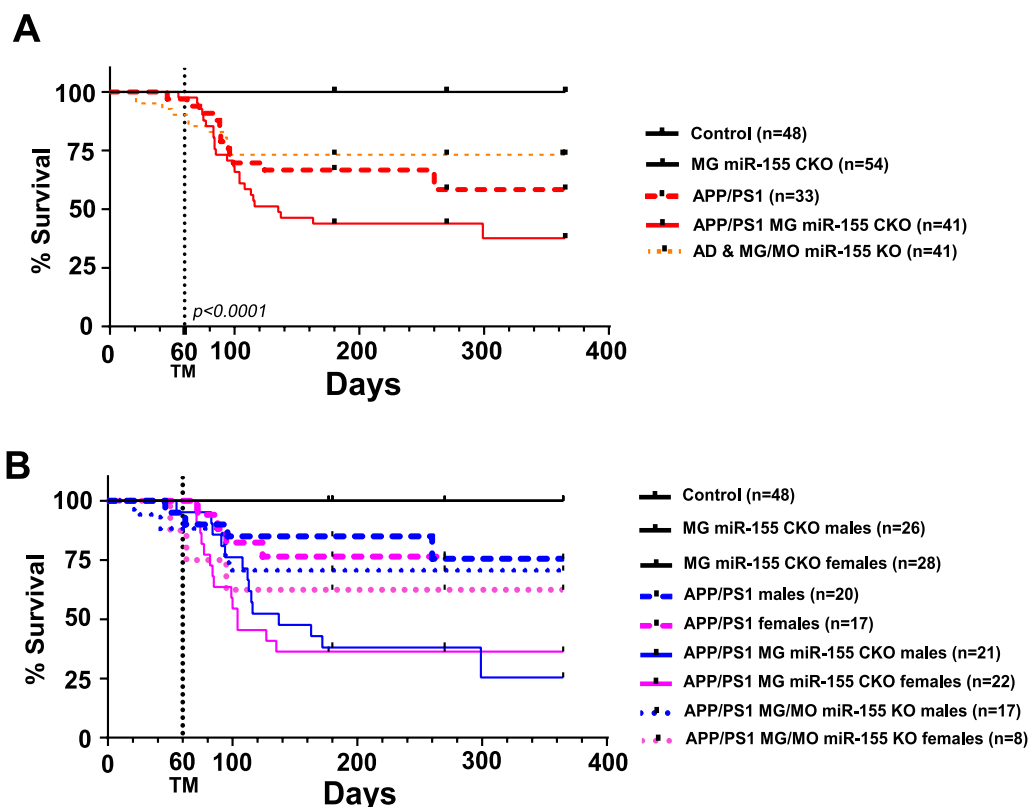 A
% Survival
100
75
50
25
0
p<0.0001
0
60
TM
100
200
300
400
Days
Control (n=48)
MG miR-155 CKO (n=54)
APP/PS1 (n=33)
APP/PS1 MG miR-155 CKO (n=41)
AD & MG/MO miR-155 KO (n=41)
B
% Survival
100
75
50
25
0
0
60
TM
100
200
300
400
Days
Control (n=48)
MG miR-155 CKO males (n=26)
MG miR-155 CKO females (n=28)
APP/PS1 males (n=20)
APP/PS1 females (n=17)
APP/PS1 MG miR-155 CKO males (n=21)
APP/PS1 MG miR-155 CKO females (n=22)
APP/PS1 MG/MO miR-155 KO males (n=17)
APP/PS1 MG/MO miR-155 KO females (n=8)